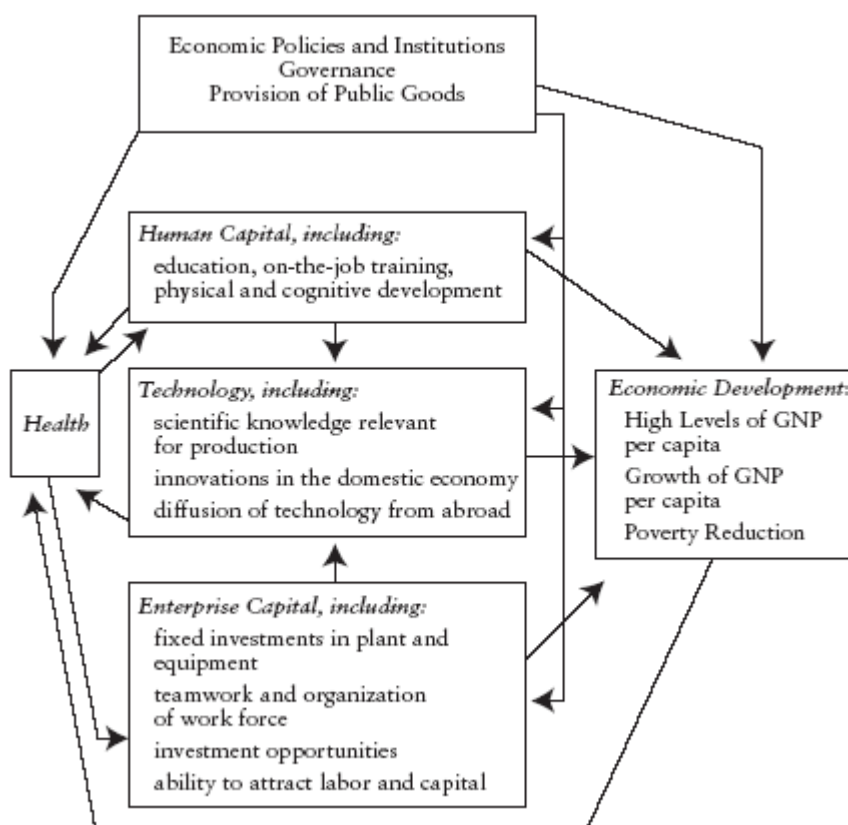 Economic Policies and Institutions
Governance
Provision of Public Goods
Human Capital, including:
education, on-the-job training,
physical and cognitive development
Health
Technology, including:
scientific knowledge relevant
for production
innovations in the domestic economy
diffusion of technology from abroad
Enterprise Capital, including:
fixed investments in plant and
equipment
teamwork and organization
of work force
investment opportunities
ability to attract labor and capital
Economic Development:
High Levels of GNP
per capita
Growth of GNP
per capita
Poverty Reduction